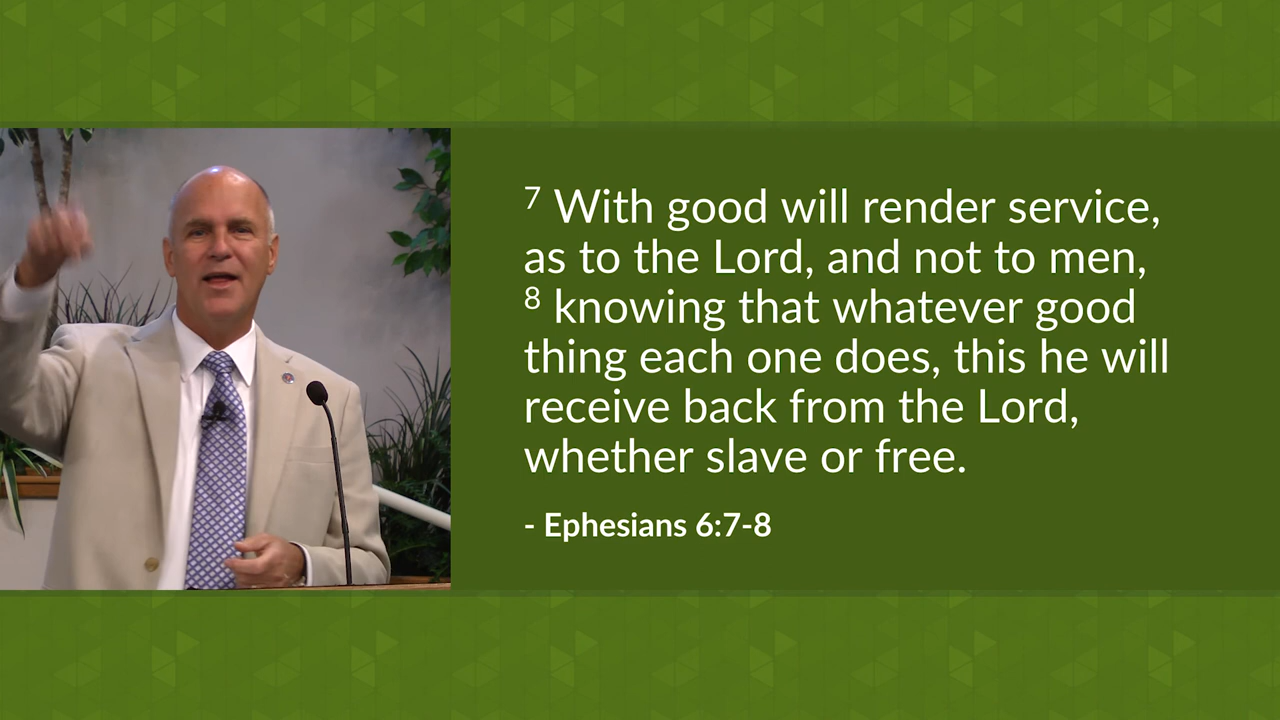 7 With good will render service,
as to the Lord, and not to men,
8 knowing that whatever good
thing each one does, this he will
receive back from the Lord,
whether slave or free.
- Ephesians 6:7-8